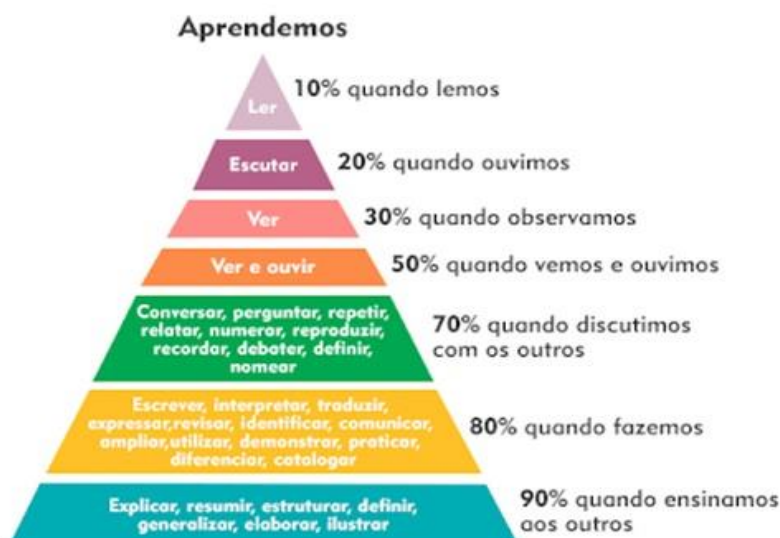 Aprendemos
Ler
10% quando lemos
Escutar
20% quando ouvimos
Ver
30% quando observamos
Ver e ouvir
50% quando vemos e ouvimos
Conversar, perguntar, repetir,
relatar, numerar, reproduzir,
recordar, debater, definir,
nomear
70% quando discutimos
com os outros
Escrever, interpretar, traduzir,
expressar,revisar, identificar, comunicar,
ampliar,utilizar, demonstrar, praticar,
diferenciar, catalogar
80% quando fazemos
Explicar, resumir, estruturar, definir,
generalizar, elaborar, ilustrar
90% quando ensinamos
aos outros